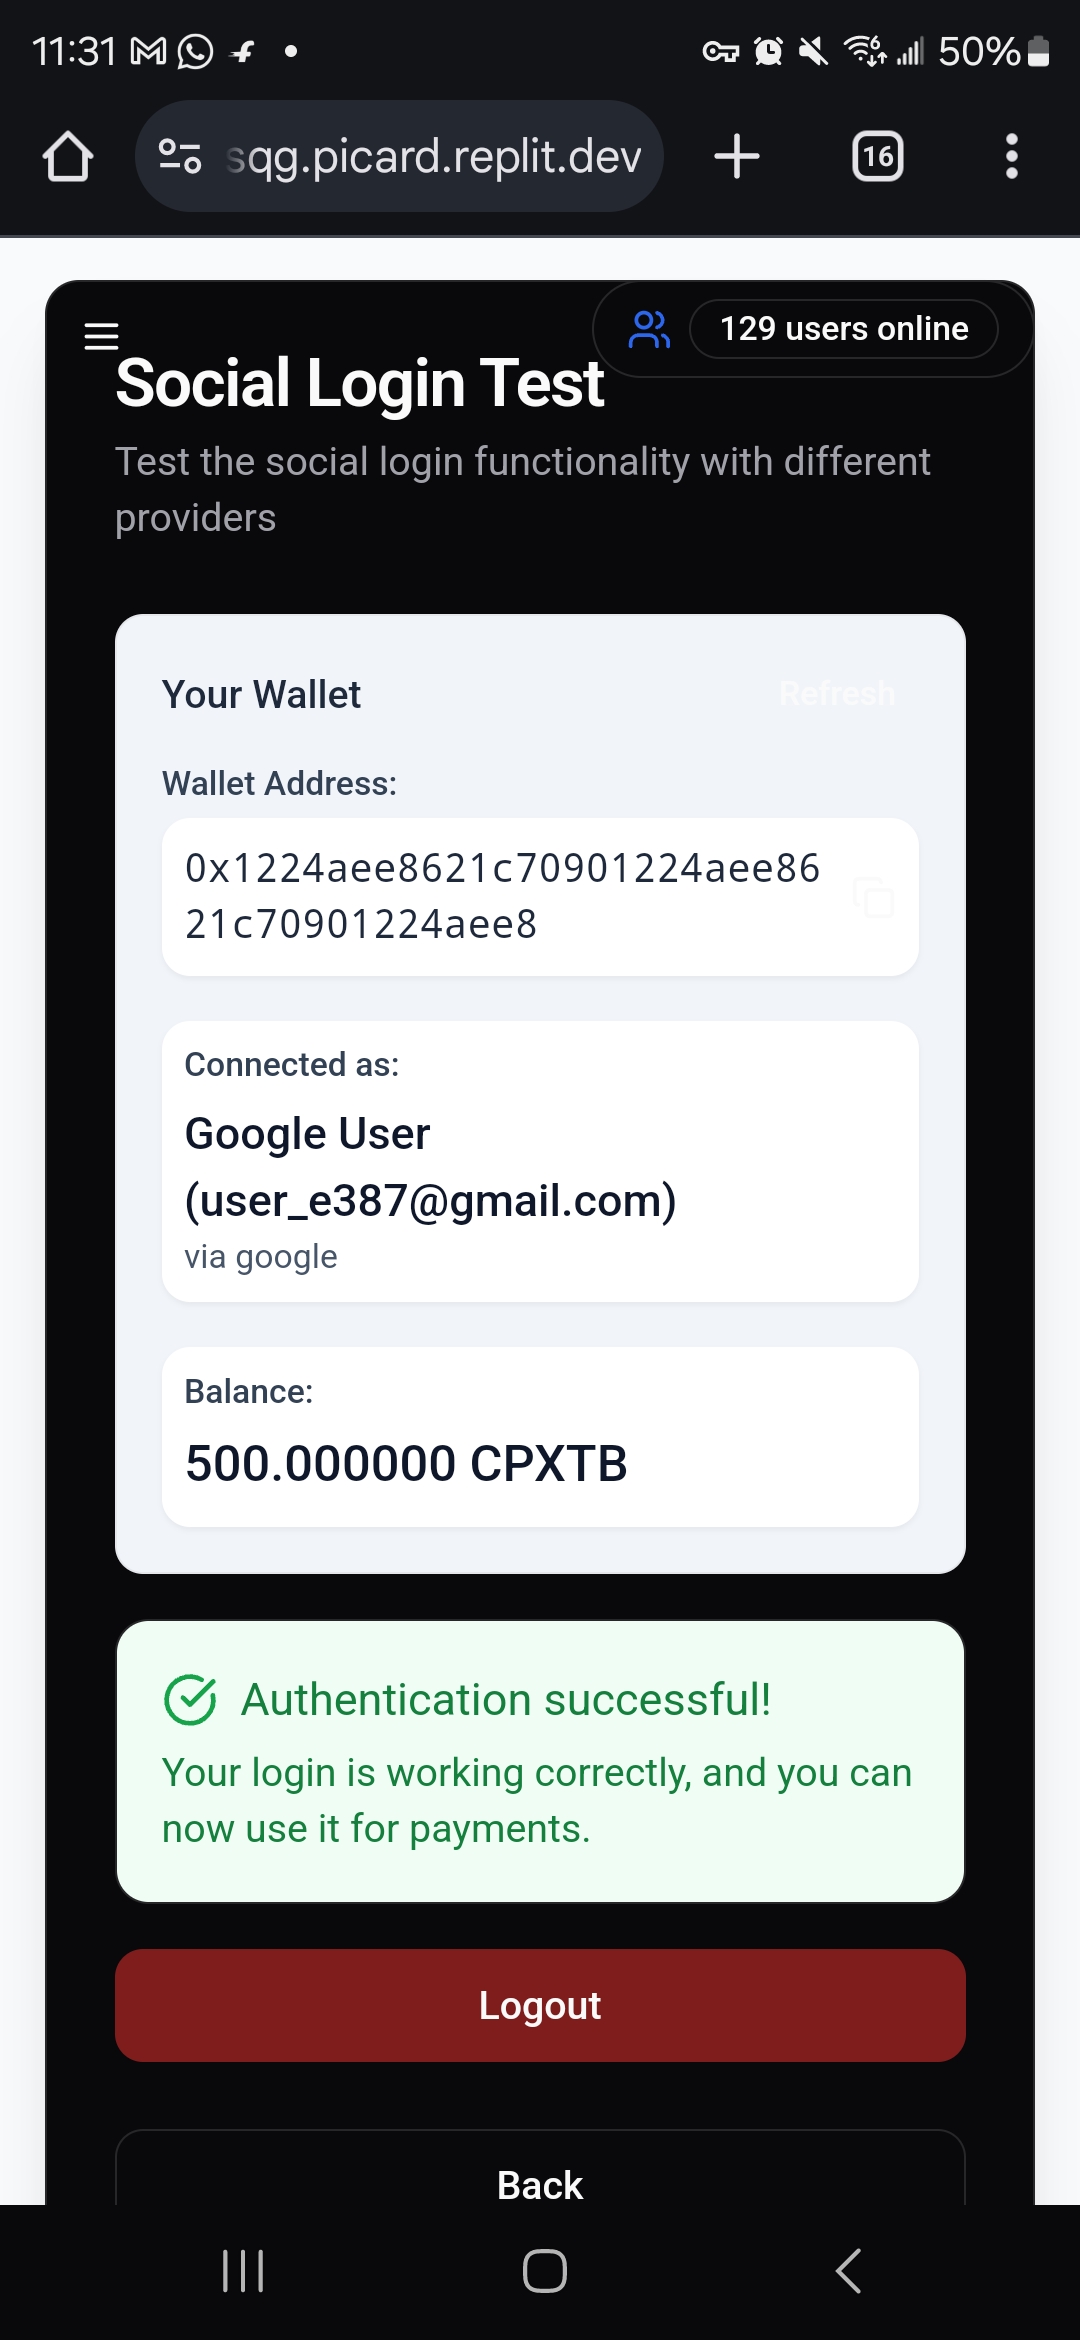 11:31
6
50%
sqg.picard.replit.dev
16
129 users online
Social Login Test
Test the social login functionality with different
providers
Your Wallet
Refresh
Wallet Address:
0x1224aee8621c70901224aee86
21c70901224aee8
Connected as:
Google User
(user_e387@gmail.com)
via google
Balance:
500.000000 CPXTB
Authentication successful!
Your login is working correctly, and you can
now use it for payments.
Logout
Back